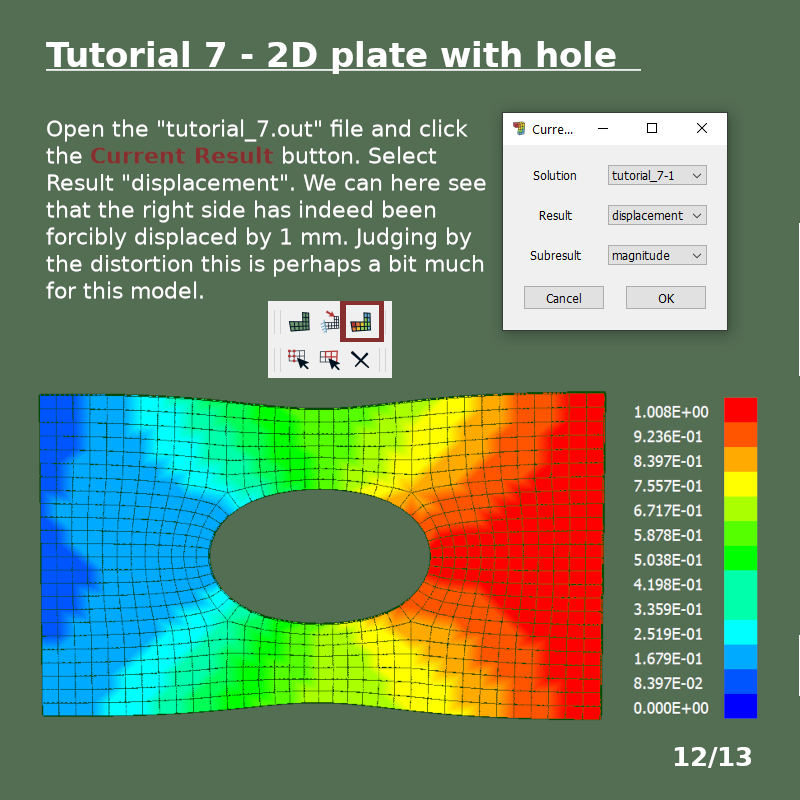 Tutorial 7 - 2D plate with hole
Open the "tutorial_7.out" file and click
the Current Result button. Select
Result "displacement". We can here see
that the right side has indeed been
forcibly displaced by 1 mm. Judging by
the distortion this is perhaps a bit much
for this model.
Curre...
Solution tutorial_7-1
Result displacement
Subresult magnitude
Cancel OK
1.008E+00
9.236E-01
8.397E-01
7.557E-01
6.717E-01
5.878E-01
5.038E-01
4.198E-01
3.359E-01
2.519E-01
1.679E-01
8.397E-02
0.000E+00
12/13